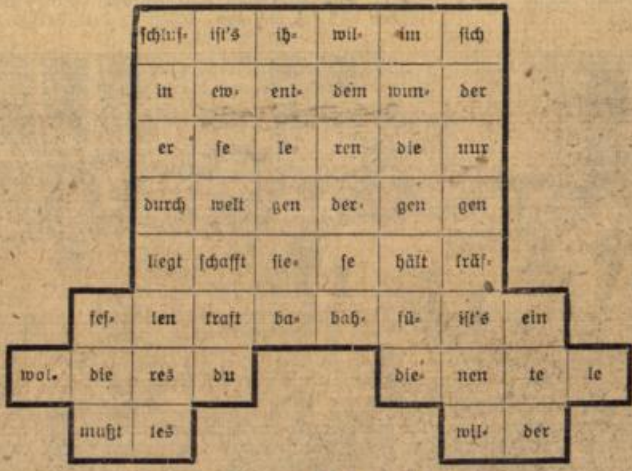 schlus- ist's ih- wil- im sich
in ew- ent- dem wun- der
er se le ren die nur
durch welt gen der- gen gen
liegt schafft sie- se hält kräf-
fes- len kraft ba- bah- fü- ist's ein
wol- die res du die- nen te le
mußt les wil- der